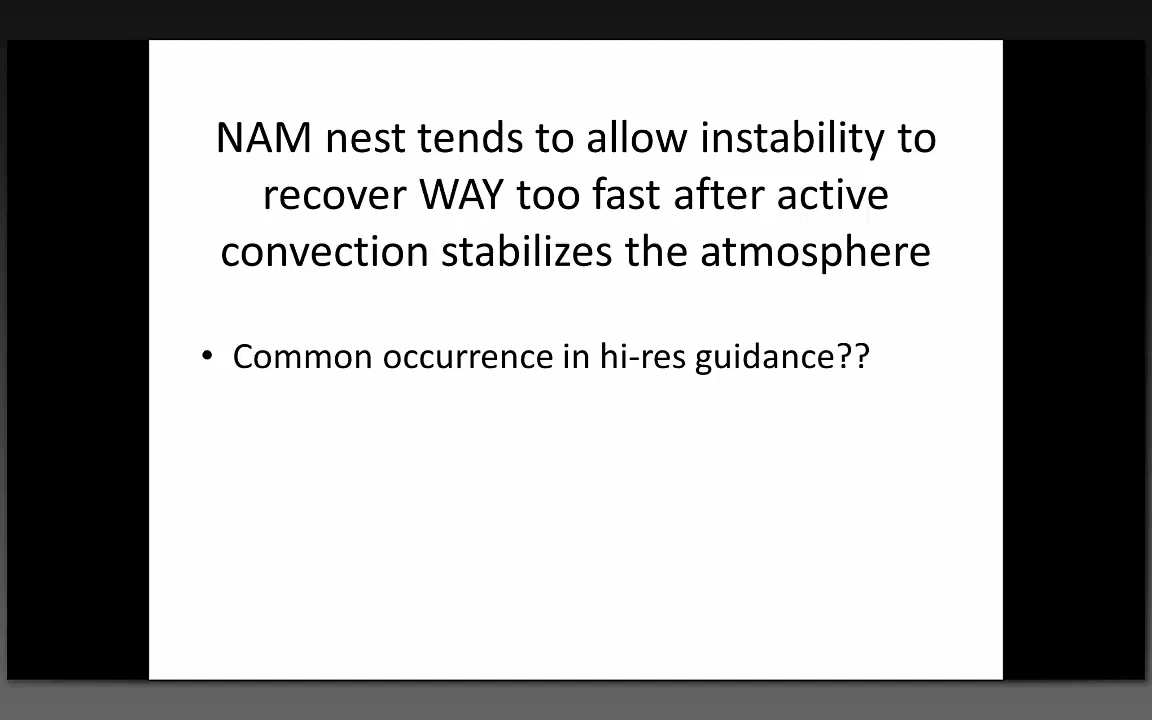 NAM nest tends to allow instability to
recover WAY too fast after active
convection stabilizes the atmosphere
• Common occurrence in hi-res guidance??